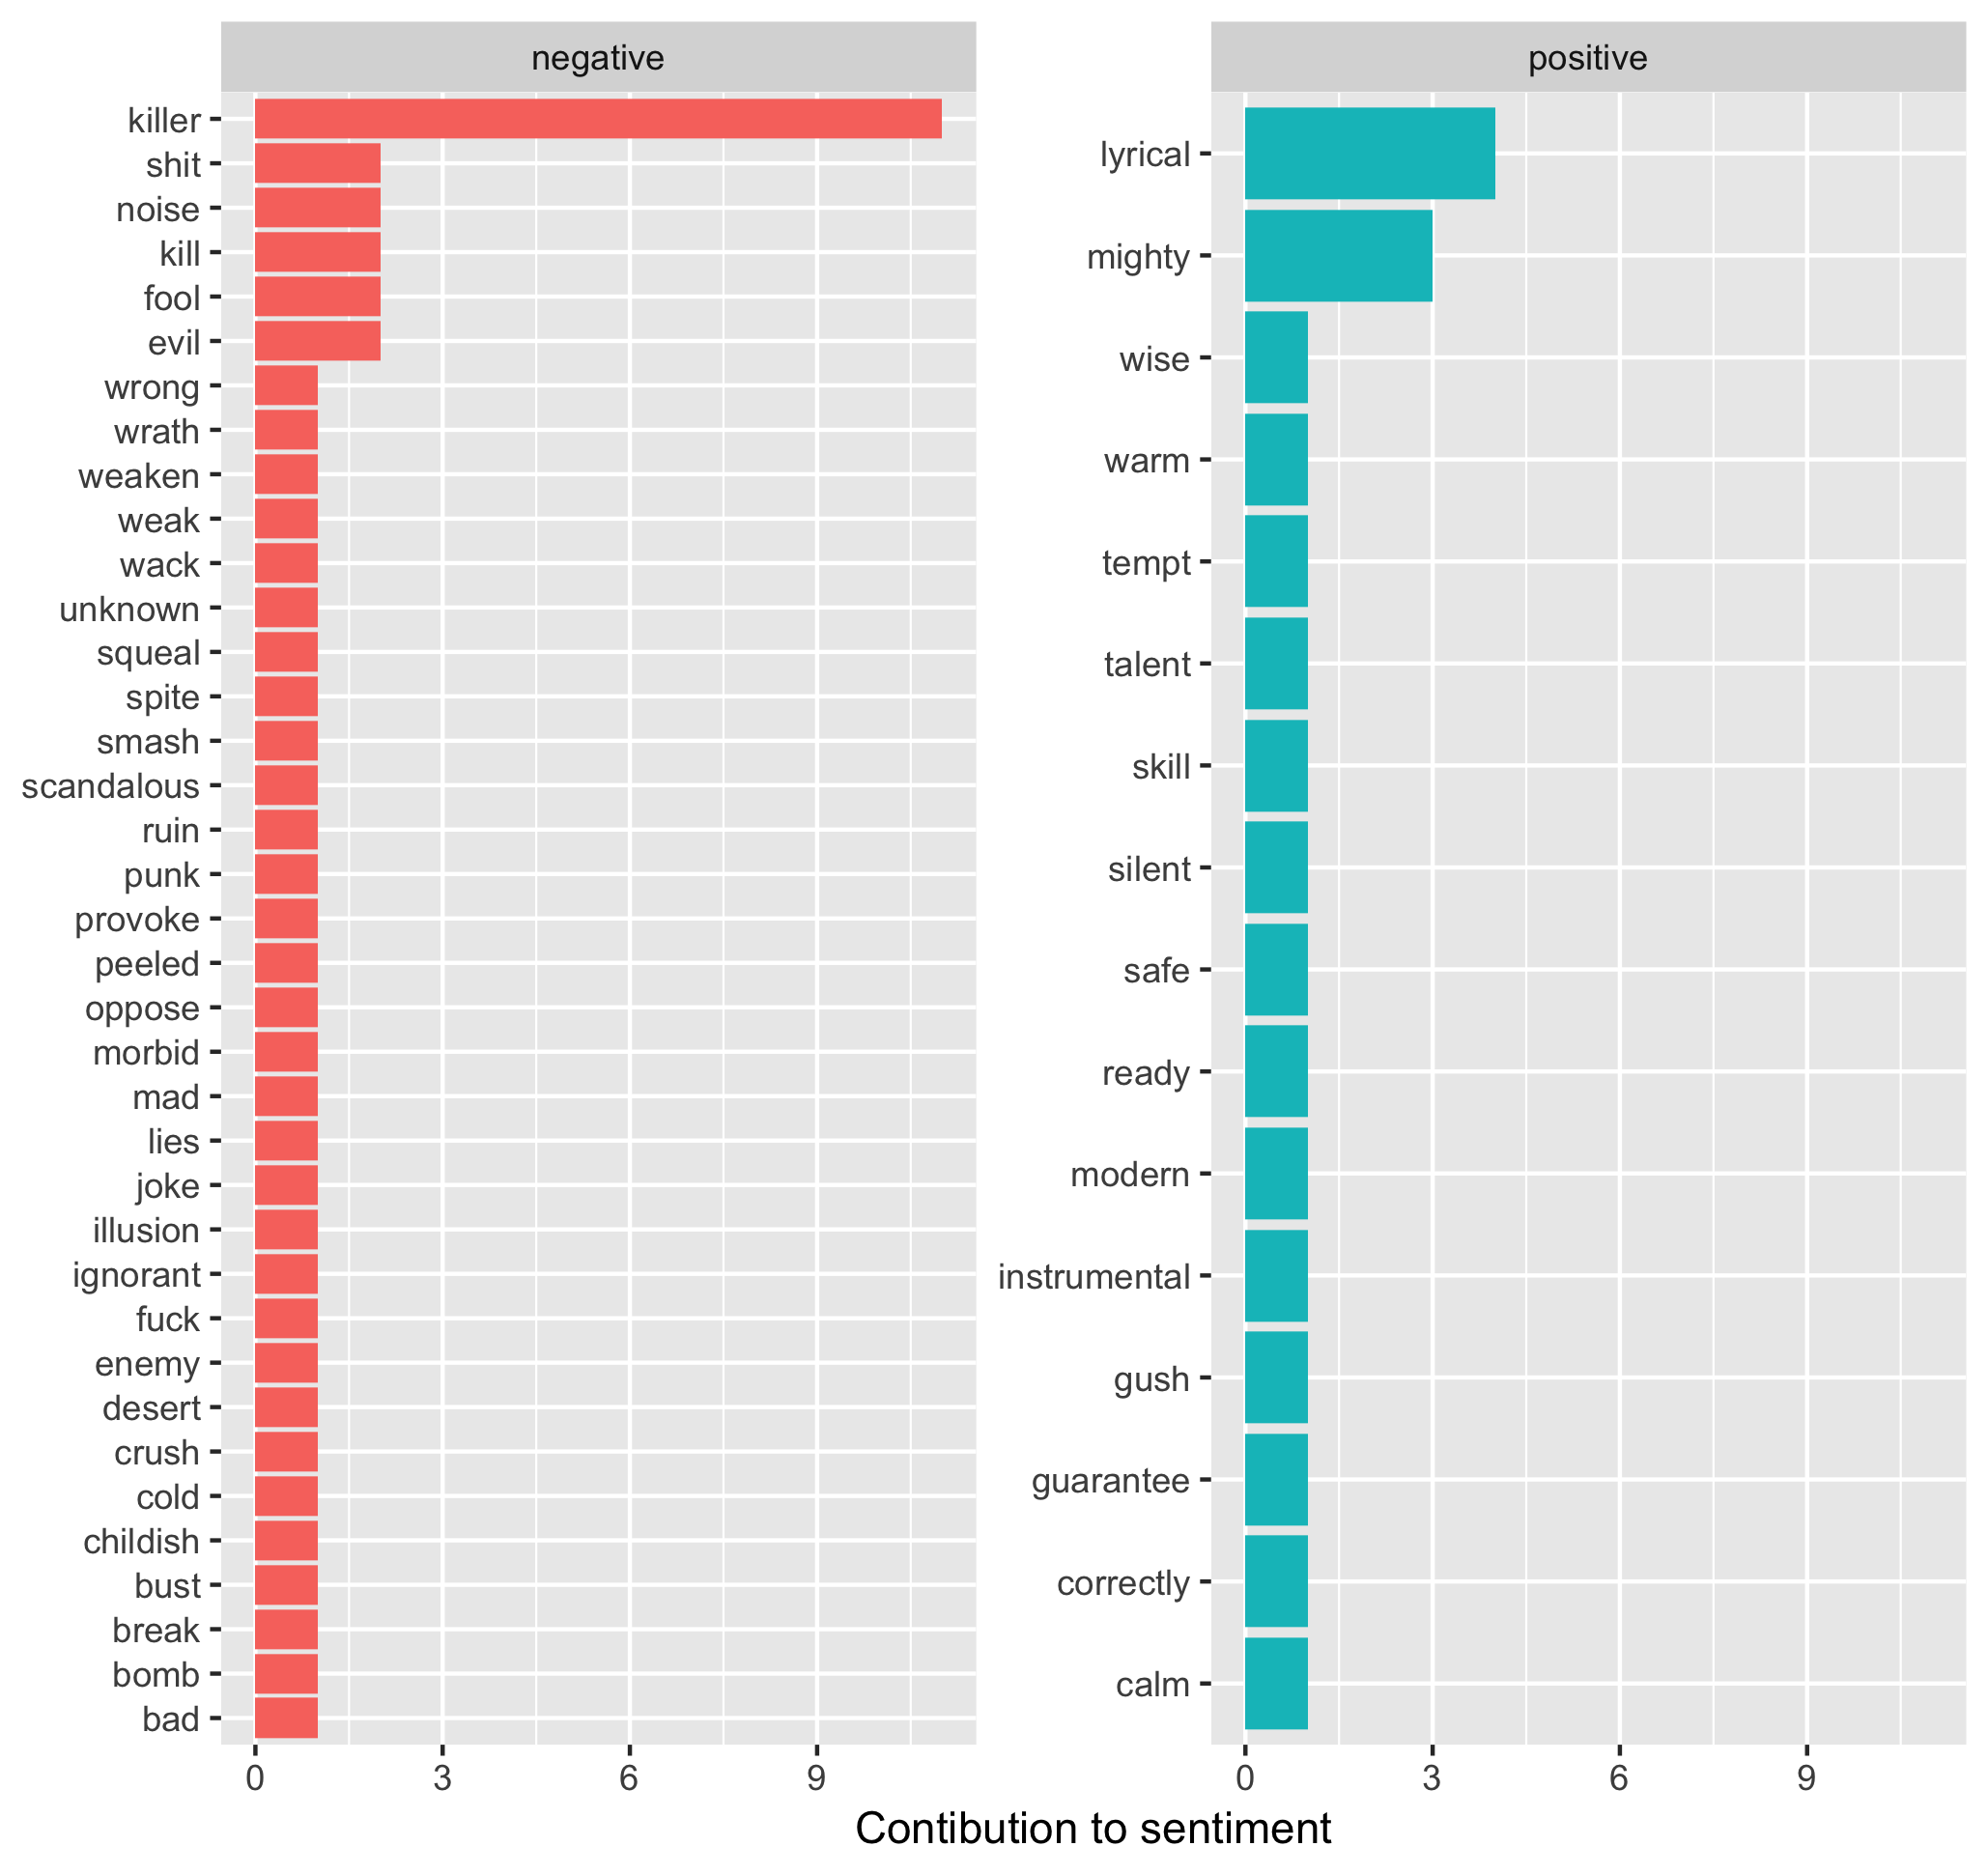 negative
killer
shit
noise
kill
fool
evil
wrong
wrath
weaken
weak
wack
unknown
squeal
spite
smash
scandalous
ruin
punk
provoke
peeled
oppose
morbid
mad
lies
joke
illusion
ignorant
fuck
enemy
desert
crush
cold
childish
bust
break
bomb
bad
0 3 6 9
positive
lyrical
mighty
wise
warm
tempt
talent
skill
silent
safe
ready
modern
instrumental
gush
guarantee
correctly
calm
0 3 6 9
Contibution to sentiment